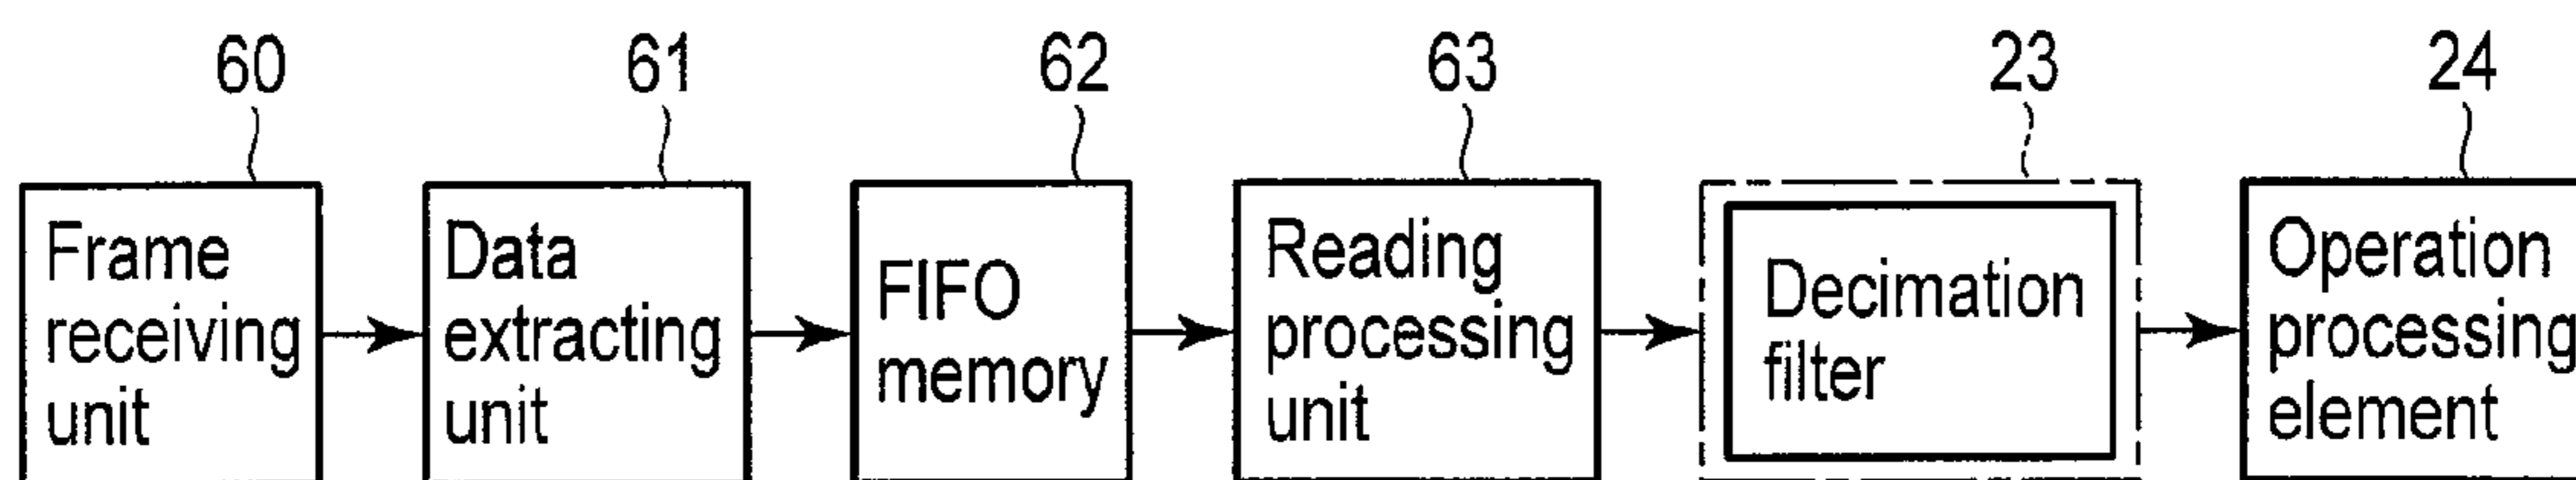 60 61 62 63 23 24
Frame
receiving
unit
Data
extracting
unit
FIFO
memory
Reading
processing
unit
Decimation
filter
Operation
processing
element